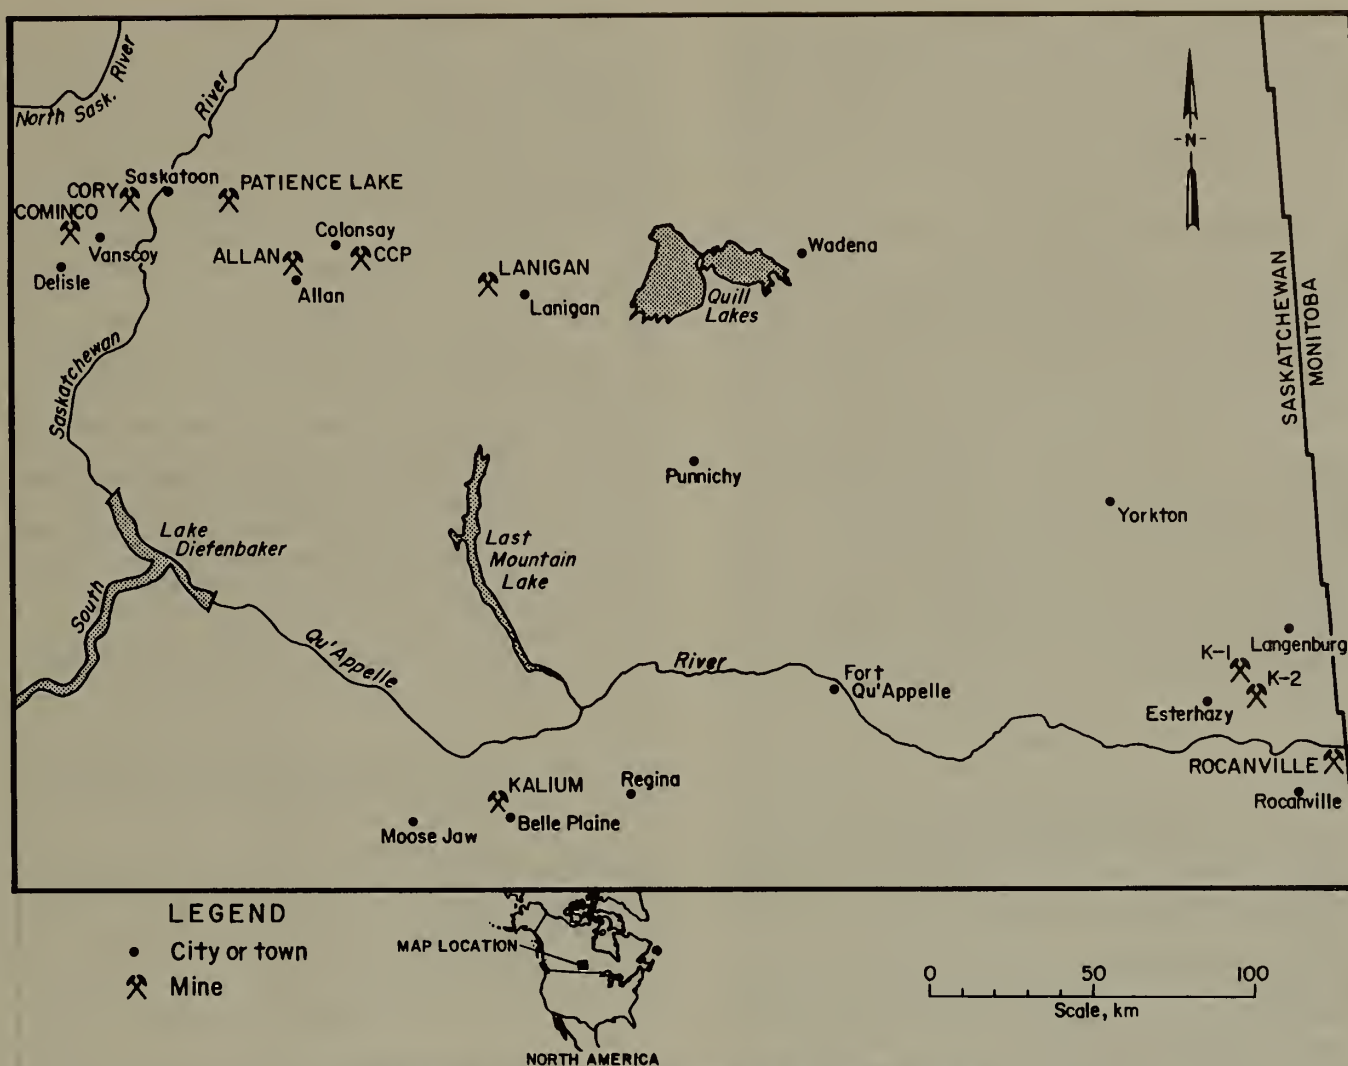 North Sask. River
River
Saskatoon
CORY
PATIENCE LAKE
COMINCO
Vanscoy
Delisle
Colonsay
ALLAN
CCP
Allan
LANIGAN
Lanigan
Quill
Lakes
Wadena
-N-
SASKATCHEWAN
MONITOBA
Saskatchewan
Punnichy
Yorkton
Lake
Diefenbaker
Last
Mountain
Lake
South
Qu'Appelle
River
Fort
Qu'Appelle
Langenburg
K-1
K-2
Esterhazy
ROCANVILLE
Rocanville
KALIUM
Regina
Belle Plaine
Moose Jaw
LEGEND
City or town
Mine
MAP LOCATION
NORTH AMERICA
0 50 100
Scale, km